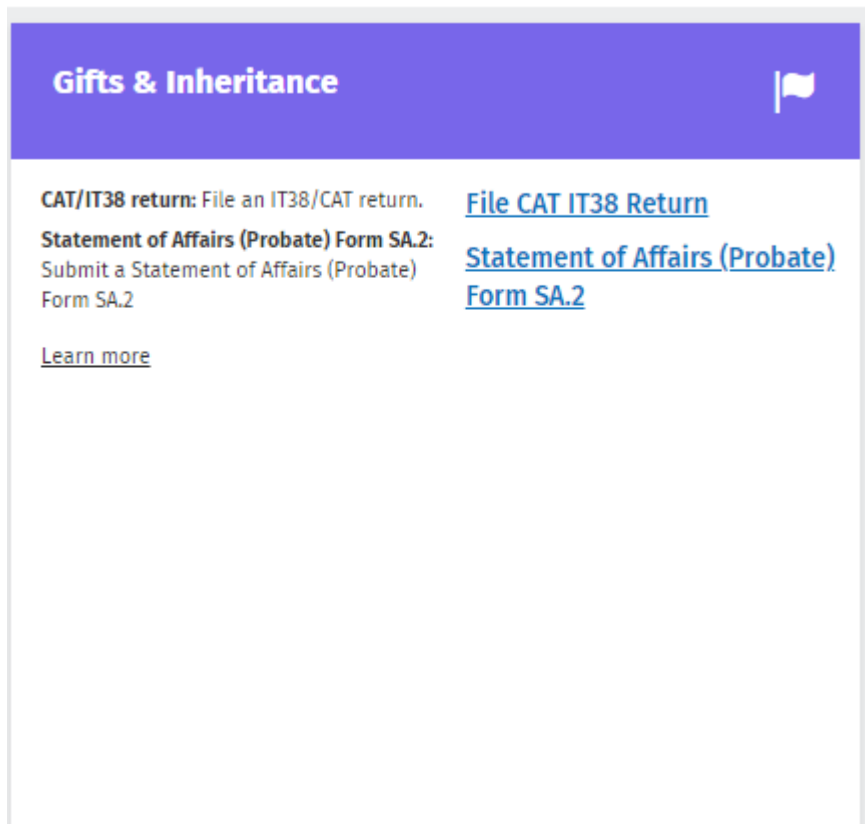 Gifts & Inheritance
CAT/IT38 return: File an IT38/CAT return.
Statement of Affairs (Probate) Form SA.2:
Submit a Statement of Affairs (Probate)
Form SA.2
Learn more
File CAT IT38 Return
Statement of Affairs (Probate)
Form SA.2